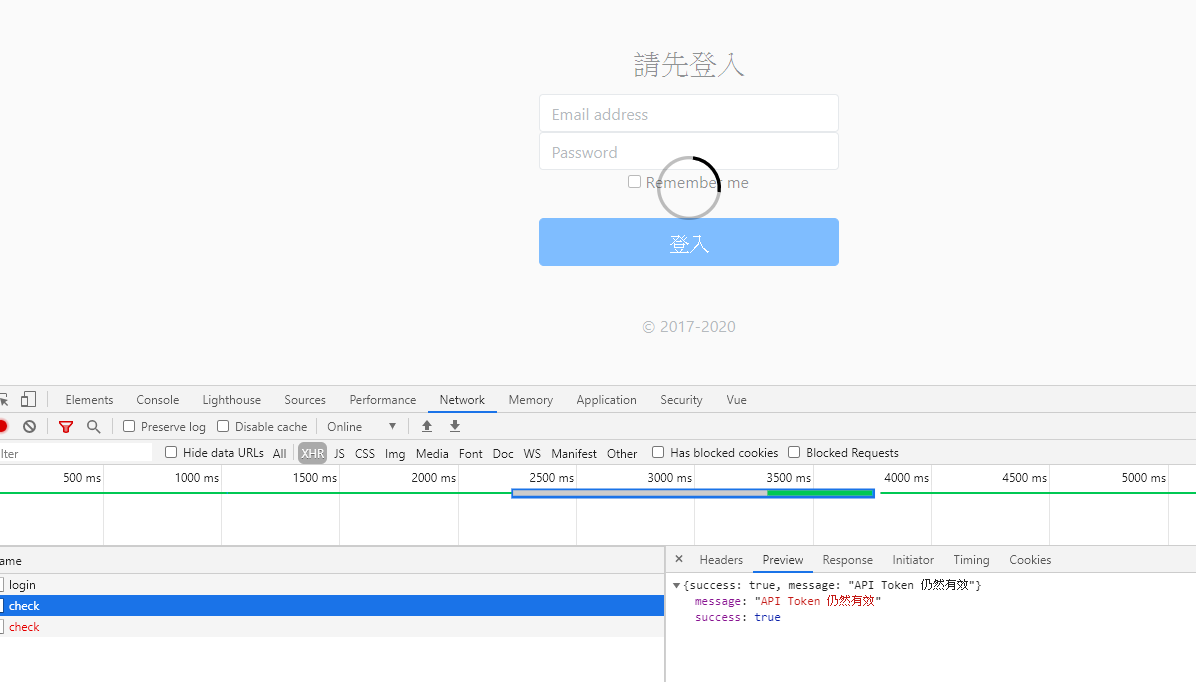 請先登入
Email address
Password
Remember me
登入
© 2017-2020
Elements Console Lighthouse Sources Performance Network Memory Application Security Vue
Preserve log Disable cache Online
lter Hide data URLs All XHR JS CSS Img Media Font Doc WS Manifest Other Has blocked cookies Blocked Requests
500 ms 1000 ms 1500 ms 2000 ms 2500 ms 3000 ms 3500 ms 4000 ms 4500 ms 5000 ms
ame × Headers Preview Response Initiator Timing Cookies
login
check
check
▼{success: true, message: "API Token 仍然有效"}
message: "API Token 仍然有效"
success: true